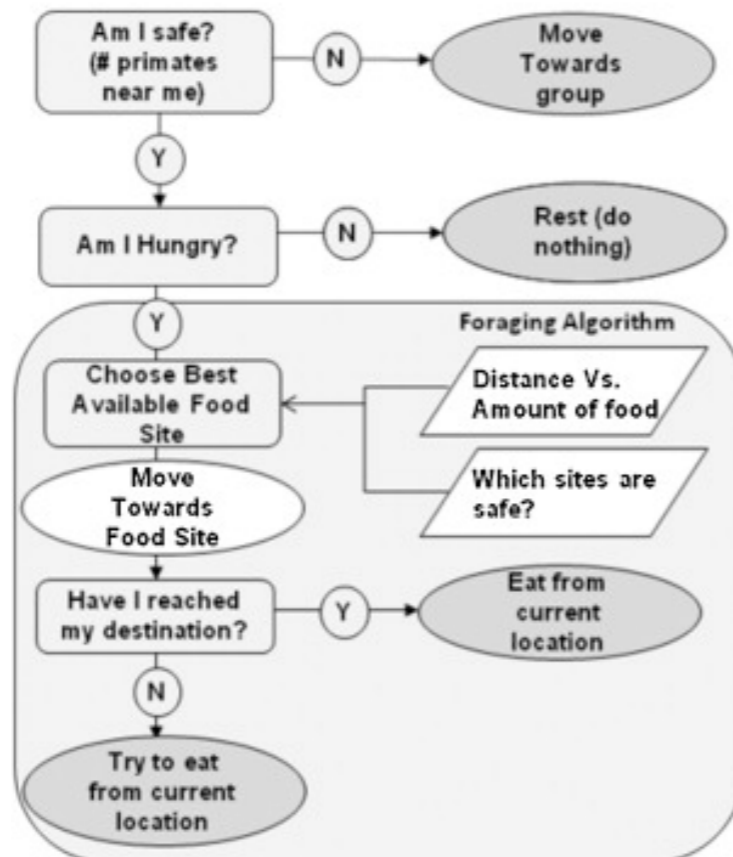 Am I safe?
(# primates
near me)
N
Move
Towards
group
Y
Am I Hungry?
N
Rest (do
nothing)
Y
Foraging Algorithm
Choose Best
Available Food
Site
Distance Vs.
Amount of food
Which sites are
safe?
Move
Towards
Food Site
Have I reached
my destination?
Y
Eat from
current
location
N
Try to eat
from current
location